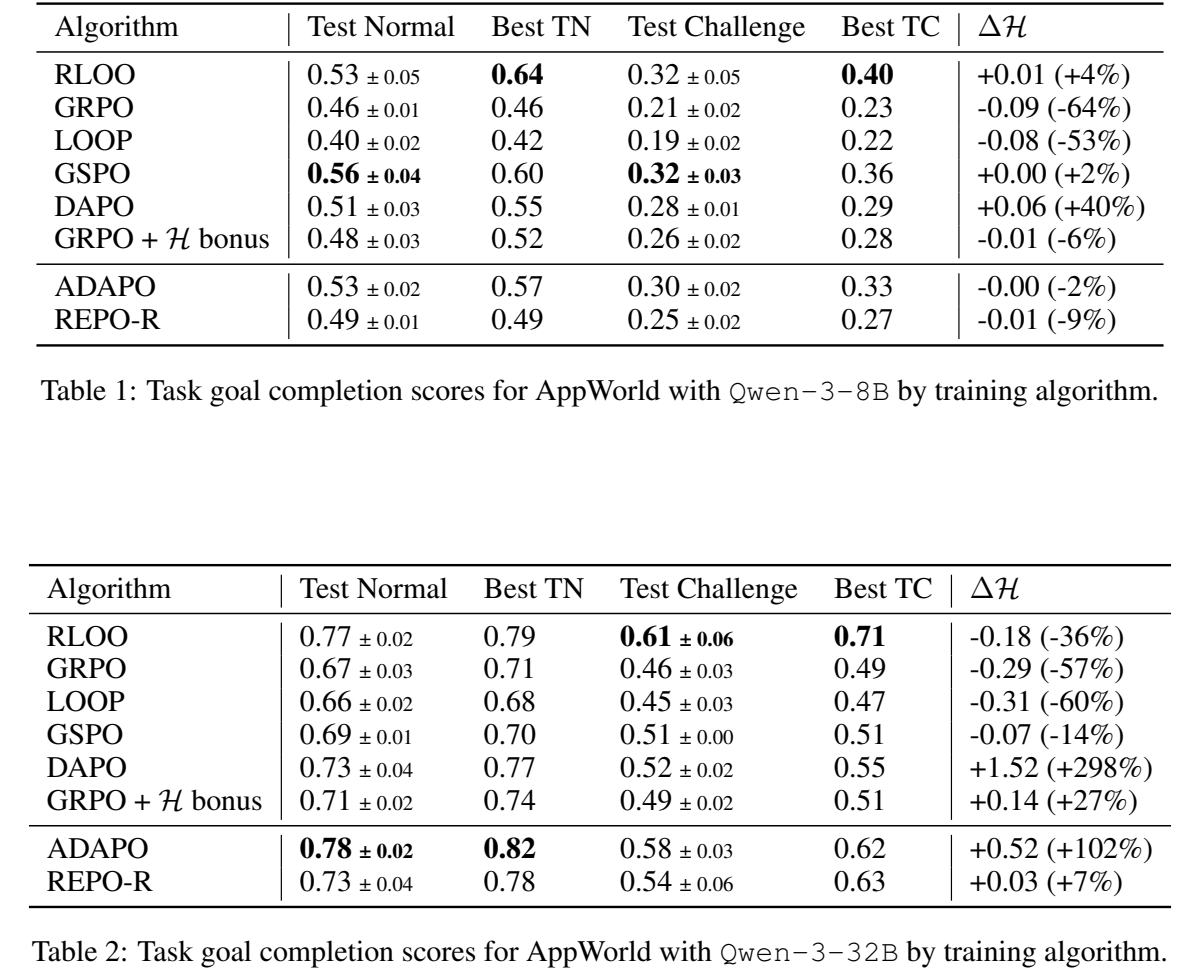 Algorithm Test Normal Best TN Test Challenge Best TC Δℋ
RLOO 0.53 ± 0.05 0.64 0.32 ± 0.05 0.40 +0.01 (+4%)
GRPO 0.46 ± 0.01 0.46 0.21 ± 0.02 0.23 -0.09 (-64%)
LOOP 0.40 ± 0.02 0.42 0.19 ± 0.02 0.22 -0.08 (-53%)
GSPO 0.56 ± 0.04 0.60 0.32 ± 0.03 0.36 +0.00 (+2%)
DAPO 0.51 ± 0.03 0.55 0.28 ± 0.01 0.29 +0.06 (+40%)
GRPO + ℋ bonus 0.48 ± 0.03 0.52 0.26 ± 0.02 0.28 -0.01 (-6%)
ADAPO 0.53 ± 0.02 0.57 0.30 ± 0.02 0.33 -0.00 (-2%)
REPO-R 0.49 ± 0.01 0.49 0.25 ± 0.02 0.27 -0.01 (-9%)
Table 1: Task goal completion scores for AppWorld with Qwen-3-8B by training algorithm.
Algorithm Test Normal Best TN Test Challenge Best TC Δℋ
RLOO 0.77 ± 0.02 0.79 0.61 ± 0.06 0.71 -0.18 (-36%)
GRPO 0.67 ± 0.03 0.71 0.46 ± 0.03 0.49 -0.29 (-57%)
LOOP 0.66 ± 0.02 0.68 0.45 ± 0.03 0.47 -0.31 (-60%)
GSPO 0.69 ± 0.01 0.70 0.51 ± 0.00 0.51 -0.07 (-14%)
DAPO 0.73 ± 0.04 0.77 0.52 ± 0.02 0.55 +1.52 (+298%)
GRPO + ℋ bonus 0.71 ± 0.02 0.74 0.49 ± 0.02 0.51 +0.14 (+27%)
ADAPO 0.78 ± 0.02 0.82 0.58 ± 0.03 0.62 +0.52 (+102%)
REPO-R 0.73 ± 0.04 0.78 0.54 ± 0.06 0.63 +0.03 (+7%)
Table 2: Task goal completion scores for AppWorld with Qwen-3-32B by training algorithm.